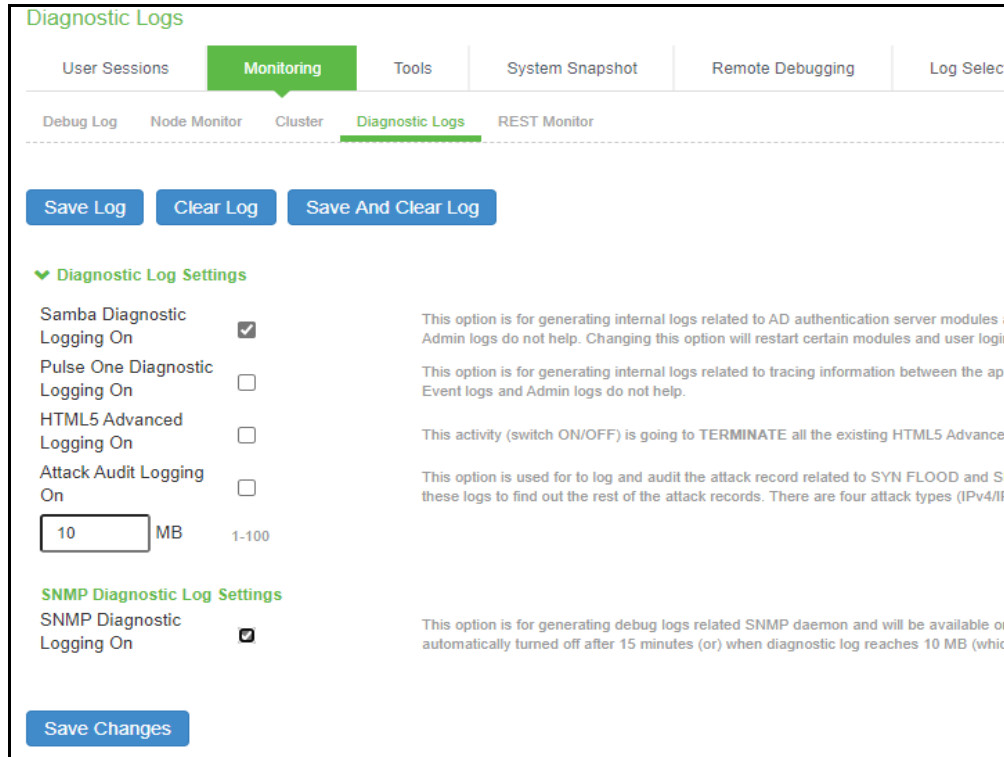 Diagnostic Logs
User Sessions Monitoring Tools System Snapshot Remote Debugging Log Selec
Debug Log Node Monitor Cluster Diagnostic Logs REST Monitor
Save Log Clear Log Save And Clear Log
Diagnostic Log Settings
Samba Diagnostic
Logging On
This option is for generating internal logs related to AD authentication server modules
Admin logs do not help. Changing this option will restart certain modules and user logi
Pulse One Diagnostic
Logging On
This option is for generating internal logs related to tracing information between the ap
Event logs and Admin logs do not help.
HTML5 Advanced
Logging On
This activity (switch ON/OFF) is going to TERMINATE all the existing HTML5 Advance
Attack Audit Logging
On
This option is used for to log and audit the attack record related to SYN FLOOD and S
these logs to find out the rest of the attack records. There are four attack types (IPv4/I
10 MB 1-100
SNMP Diagnostic Log Settings
SNMP Diagnostic
Logging On
This option is for generating debug logs related SNMP daemon and will be available o
automatically turned off after 15 minutes (or) when diagnostic log reaches 10 MB (whi
Save Changes